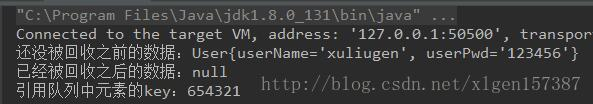 "C:\Program Files\Java\jdk1.8.0_131\bin\java" ...
Connected to the target VM, address: '127.0.0.1:50500', transpor
还没被回收之前的数据：User{userName='xuliugen', userPwd='123456'}
已经被回收之后的数据：null
引用队列中元素的key：654321
http://blog.csdn.net/xlgen157387